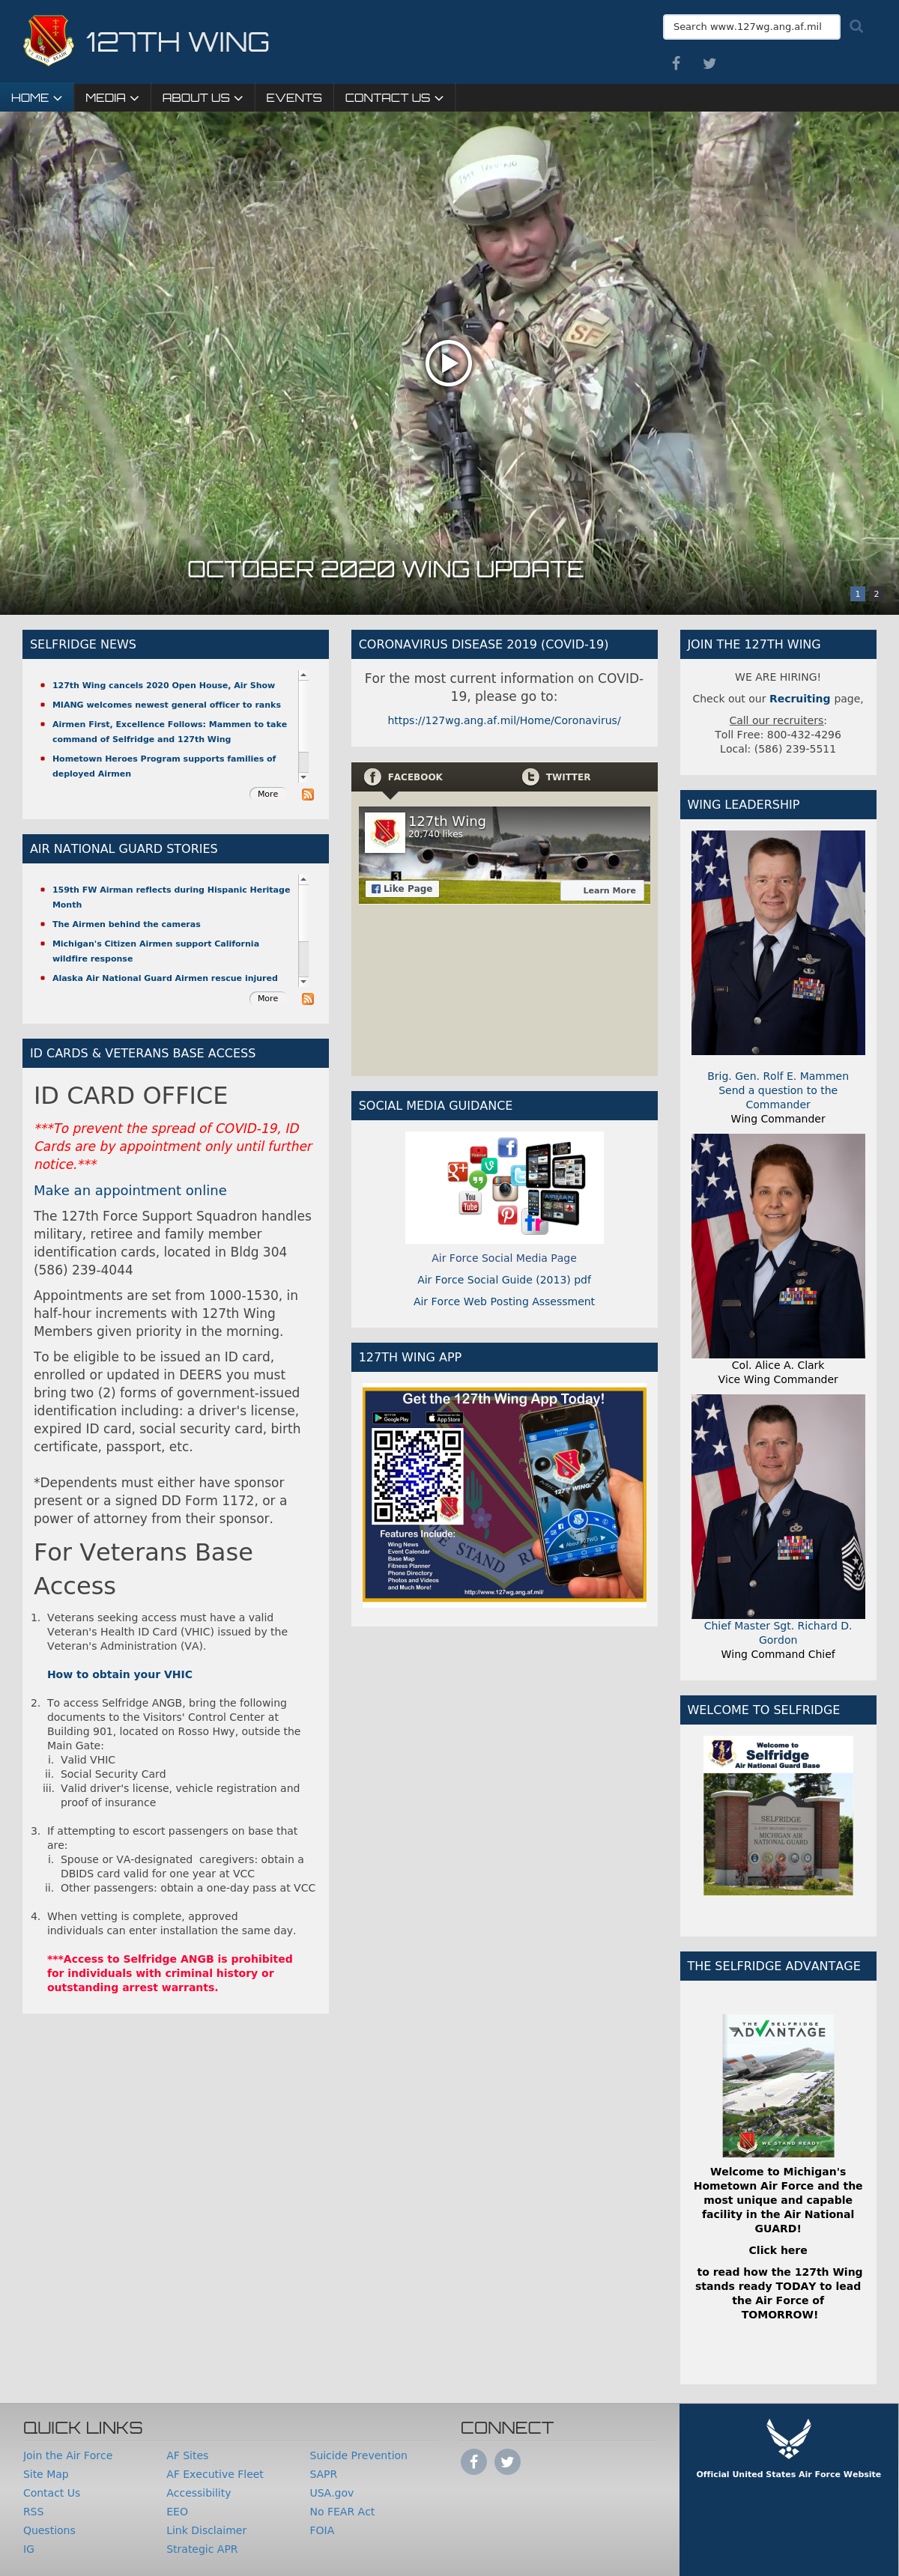 127TH WING
Search www.127wg.ang.af.mil
HOME
MEDIA
ABOUT US
EVENTS
CONTACT US
SF
OCTOBER 2020 WING UPDATE
1 2
SELFRIDGE NEWS
127th Wing cancels 2020 Open House, Air Show
MIANG welcomes newest general officer to ranks
Airmen First, Excellence Follows: Mammen to take
command of Selfridge and 127th Wing
Hometown Heroes Program supports families of
deployed Airmen
More
AIR NATIONAL GUARD STORIES
159th FW Airman reflects during Hispanic Heritage
Month
The Airmen behind the cameras
Michigan's Citizen Airmen support California
wildfire response
Alaska Air National Guard Airmen rescue injured
More
ID CARDS & VETERANS BASE ACCESS
ID CARD OFFICE
***To prevent the spread of COVID-19, ID
Cards are by appointment only until further
notice.***
Make an appointment online
The 127th Force Support Squadron handles
military, retiree and family member
identification cards, located in Bldg 304
(586) 239-4044
Appointments are set from 1000-1530, in
half-hour increments with 127th Wing
Members given priority in the morning.
To be eligible to be issued an ID card,
enrolled or updated in DEERS you must
bring two (2) forms of government-issued
identification including: a driver's license,
expired ID card, social security card, birth
certificate, passport, etc.
*Dependents must either have sponsor
present or a signed DD Form 1172, or a
power of attorney from their sponsor.
For Veterans Base
Access
1. Veterans seeking access must have a valid
Veteran's Health ID Card (VHIC) issued by the
Veteran's Administration (VA).
How to obtain your VHIC
2. To access Selfridge ANGB, bring the following
documents to the Visitors' Control Center at
Building 901, located on Rosso Hwy, outside the
Main Gate:
i. Valid VHIC
ii. Social Security Card
iii. Valid driver's license, vehicle registration and
proof of insurance
3. If attempting to escort passengers on base that
are:
i. Spouse or VA-designated  caregivers: obtain a
DBIDS card valid for one year at VCC
ii. Other passengers: obtain a one-day pass at VCC
4. When vetting is complete, approved
individuals can enter installation the same day.
***Access to Selfridge ANGB is prohibited
for individuals with criminal history or
outstanding arrest warrants.
CORONAVIRUS DISEASE 2019 (COVID-19)
For the most current information on COVID-
19, please go to:
https://127wg.ang.af.mil/Home/Coronavirus/
FACEBOOK
TWITTER
127th Wing
20,740 likes
3
Like Page
Learn More
SOCIAL MEDIA GUIDANCE
You
Tube
Air Force Social Media Page
Air Force Social Guide (2013) pdf
Air Force Web Posting Assessment
127TH WING APP
Get the 127th Wing App Today!
Google Play
App Store
127TH WING
Features Include:
Wing News
Event Calendar
Base Map
Fitness Planner
Phone Directory
Photos and Videos
and Much More!
http://www.127wg.ang.af.mil/
JOIN THE 127TH WING
WE ARE HIRING!
Check out our Recruiting page,
Call our recruiters:
Toll Free: 800-432-4296
Local: (586) 239-5511
WING LEADERSHIP
Brig. Gen. Rolf E. Mammen
Send a question to the
Commander
Wing Commander
Col. Alice A. Clark
Vice Wing Commander
Chief Master Sgt. Richard D.
Gordon
Wing Command Chief
WELCOME TO SELFRIDGE
Welcome to
Selfridge
Air National Guard Base
SELFRIDGE
MICHIGAN AIR
NATIONAL GUARD
THE SELFRIDGE ADVANTAGE
THE SELFRIDGE
ADVANTAGE
WE STAND READY
Welcome to Michigan's
Hometown Air Force and the
most unique and capable
facility in the Air National
GUARD!
Click here
to read how the 127th Wing
stands ready TODAY to lead
the Air Force of
TOMORROW!
QUICK LINKS
Join the Air Force
Site Map
Contact Us
RSS
Questions
IG
AF Sites
AF Executive Fleet
Accessibility
EEO
Link Disclaimer
Strategic APR
Suicide Prevention
SAPR
USA.gov
No FEAR Act
FOIA
CONNECT
Official United States Air Force Website